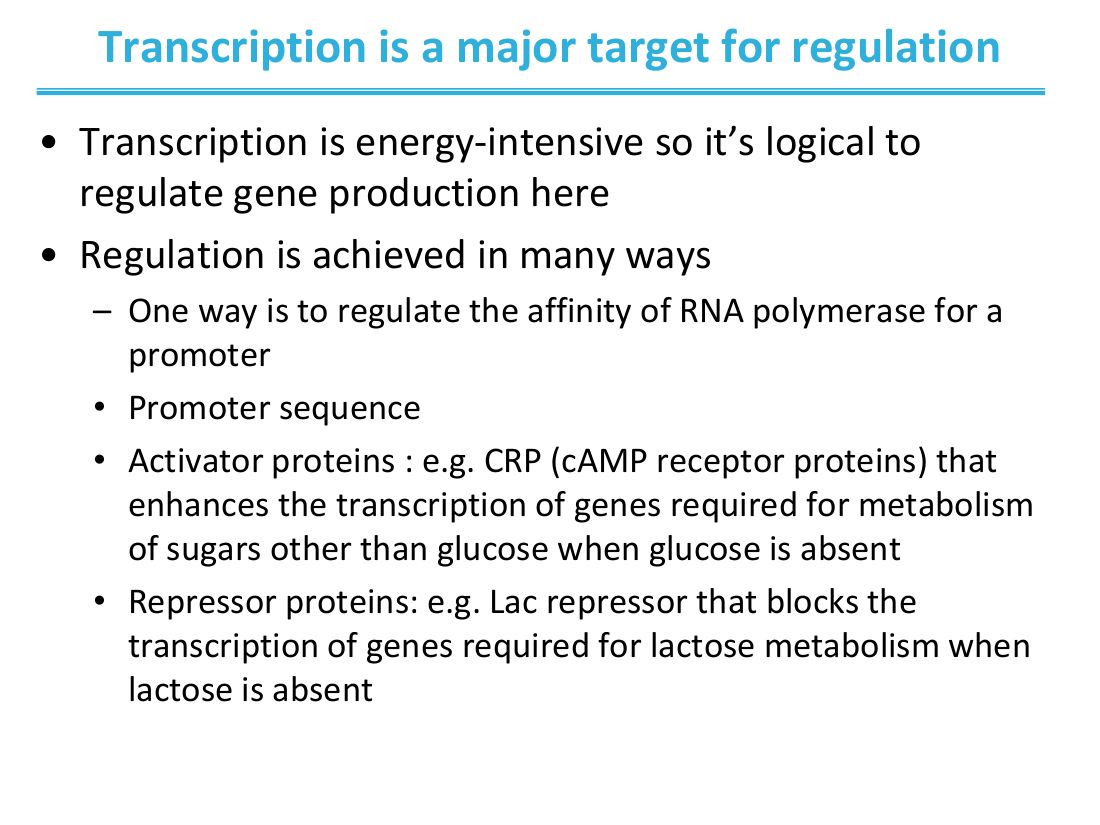 Transcription is a major target for regulation
• Transcription is energy-intensive so it’s logical to
regulate gene production here
• Regulation is achieved in many ways
– One way is to regulate the affinity of RNA polymerase for a
promoter
• Promoter sequence
• Activator proteins : e.g. CRP (cAMP receptor proteins) that
enhances the transcription of genes required for metabolism
of sugars other than glucose when glucose is absent
• Repressor proteins: e.g. Lac repressor that blocks the
transcription of genes required for lactose metabolism when
lactose is absent